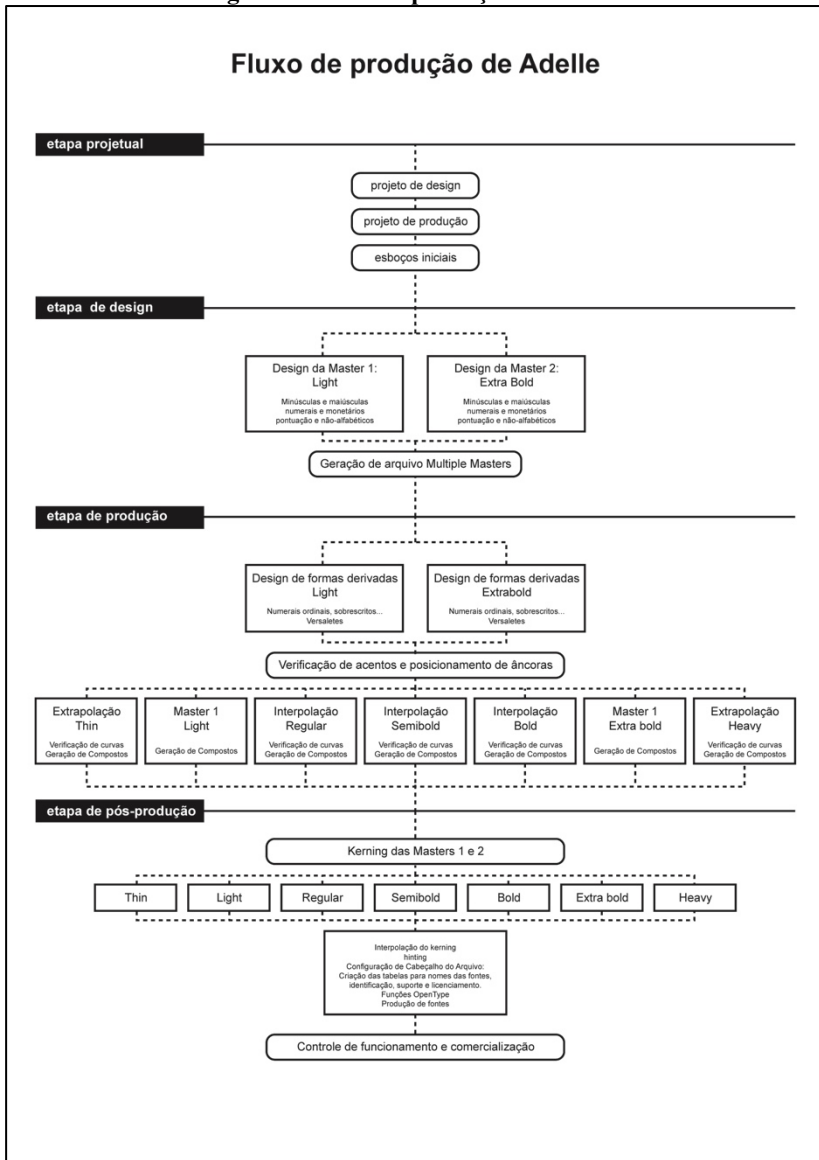 Fluxo de produção de Adelle
etapa projetual
projeto de design
projeto de produção
esboços iniciais
etapa de design
Design da Master 1:
Light
Minúsculas e maiúsculas
numerais e monetários
pontuação e não-alfabéticos
Design da Master 2:
Extra Bold
Minúsculas e maiúsculas
numerais e monetários
pontuação e não-alfabéticos
Geração de arquivo Multiple Masters
etapa de produção
Design de formas derivadas
Light
Numerais ordinais, sobrescritos...
Versaletes
Design de formas derivadas
Extrabold
Numerais ordinais, sobrescritos...
Versaletes
Verificação de acentos e posicionamento de âncoras
Extrapolação
Thin
Verificação de curvas
Geração de Compostos
Master 1
Light
Geração de Compostos
Interpolação
Regular
Verificação de curvas
Geração de Compostos
Interpolação
Semibold
Verificação de curvas
Geração de Compostos
Interpolação
Bold
Verificação de curvas
Geração de Compostos
Master 1
Extra bold
Geração de Compostos
Extrapolação
Heavy
Verificação de curvas
Geração de Compostos
etapa de pós-produção
Kerning das Masters 1 e 2
Thin
Light
Regular
Semibold
Bold
Extra bold
Heavy
Interpolação do kerning
hinting
Configuração de Cabeçalho do Arquivo:
Criação das tabelas para nomes das fontes,
identificação, suporte e licenciamento.
Funções OpenType
Produção de fontes
Controle de funcionamento e comercialização